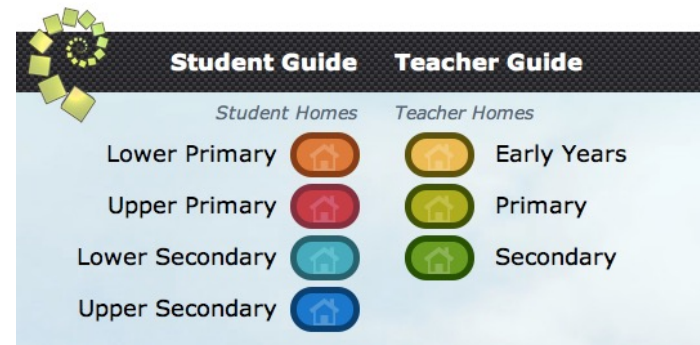 Student Guide Teacher Guide
Student Homes Teacher Homes
Lower Primary Early Years
Upper Primary Primary
Lower Secondary Secondary
Upper Secondary